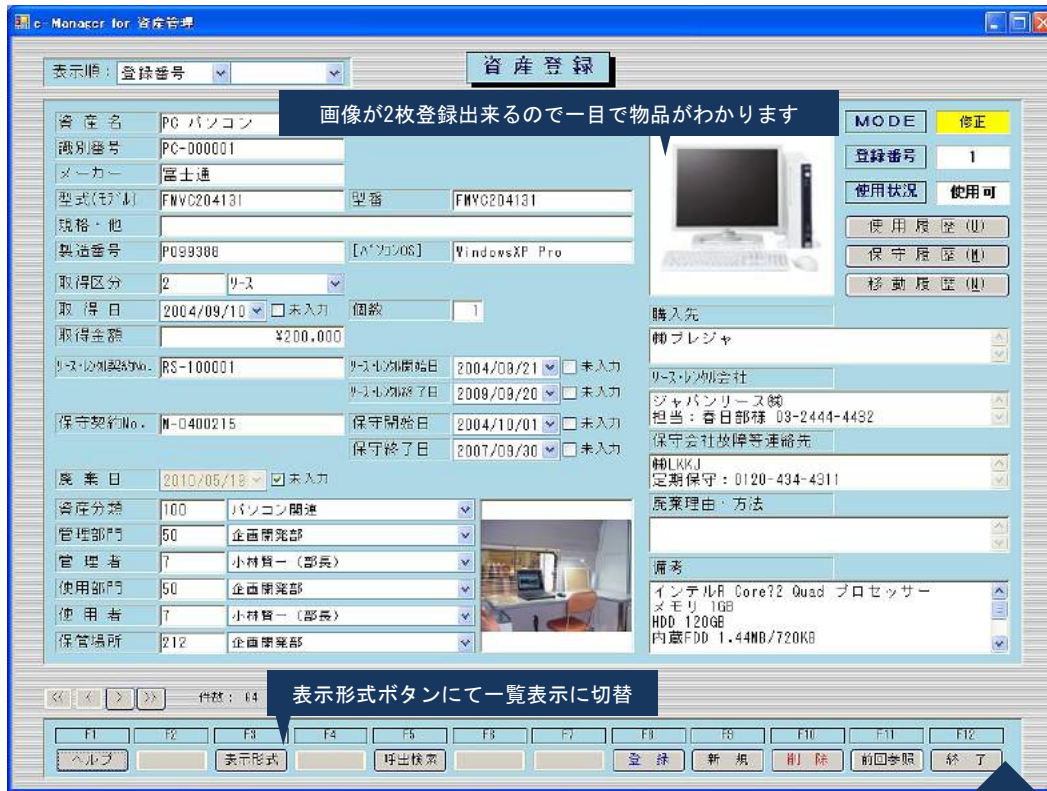 e-Manager for 資産管理
表示順： 登録番号
資産登録
画像が2枚登録出来るので一目で物品がわかります
資産名 PC パソコン
MODE 修正
識別番号 PC-000001
登録番号 1
メーカー 富士通
使用状況 使用可
型式(ﾓﾃﾞﾙ) FMVC204131 型番 FMVC204131
規格・他
使用履歴(U)
製造番号 P099388 [ﾊﾟｿｺﾝOS] WindowsXP Pro
保守履歴(M)
取得区分 2 ﾘｰｽ
移動履歴(N)
取得日 2004/09/10 未入力 個数 1
購入先
取得金額 ¥200,000
㈱プレジャ
ﾘｰｽ・ﾚﾝﾀﾙ契約No. RS-100001 ﾘｰｽ・ﾚﾝﾀﾙ開始日 2004/09/21 未入力
ﾘｰｽ・ﾚﾝﾀﾙ会社
ﾘｰｽ・ﾚﾝﾀﾙ終了日 2009/09/20 未入力
ジャパンリース㈱
担当：春日部様 03-2444-4432
保守契約No. M-0400215 保守開始日 2004/10/01 未入力
保守会社故障等連絡先
保守終了日 2007/09/30 未入力
㈱LKKJ
定期保守：0120-434-4311
廃棄日 2010/05/18 未入力
廃棄理由・方法
資産分類 100 パソコン関連
管理部門 50 企画開発部
管理者 7 小林賢一（部長）
備考
使用部門 50 企画開発部
インテルR Core?2 Quad プロセッサー
使用者 7 小林賢一（部長）
メモリ 1GB
HDD 120GB
保管場所 212 企画開発部
内蔵FDD 1.44MB/720KB
<< < > >> 件数： 64
表示形式ボタンにて一覧表示に切替
F1 F2 F3 F4 F5 F6 F7 F8 F9 F10 F11 F12
ヘルプ 表示形式 呼出検索 登録 新規 削除 前回参照 終了